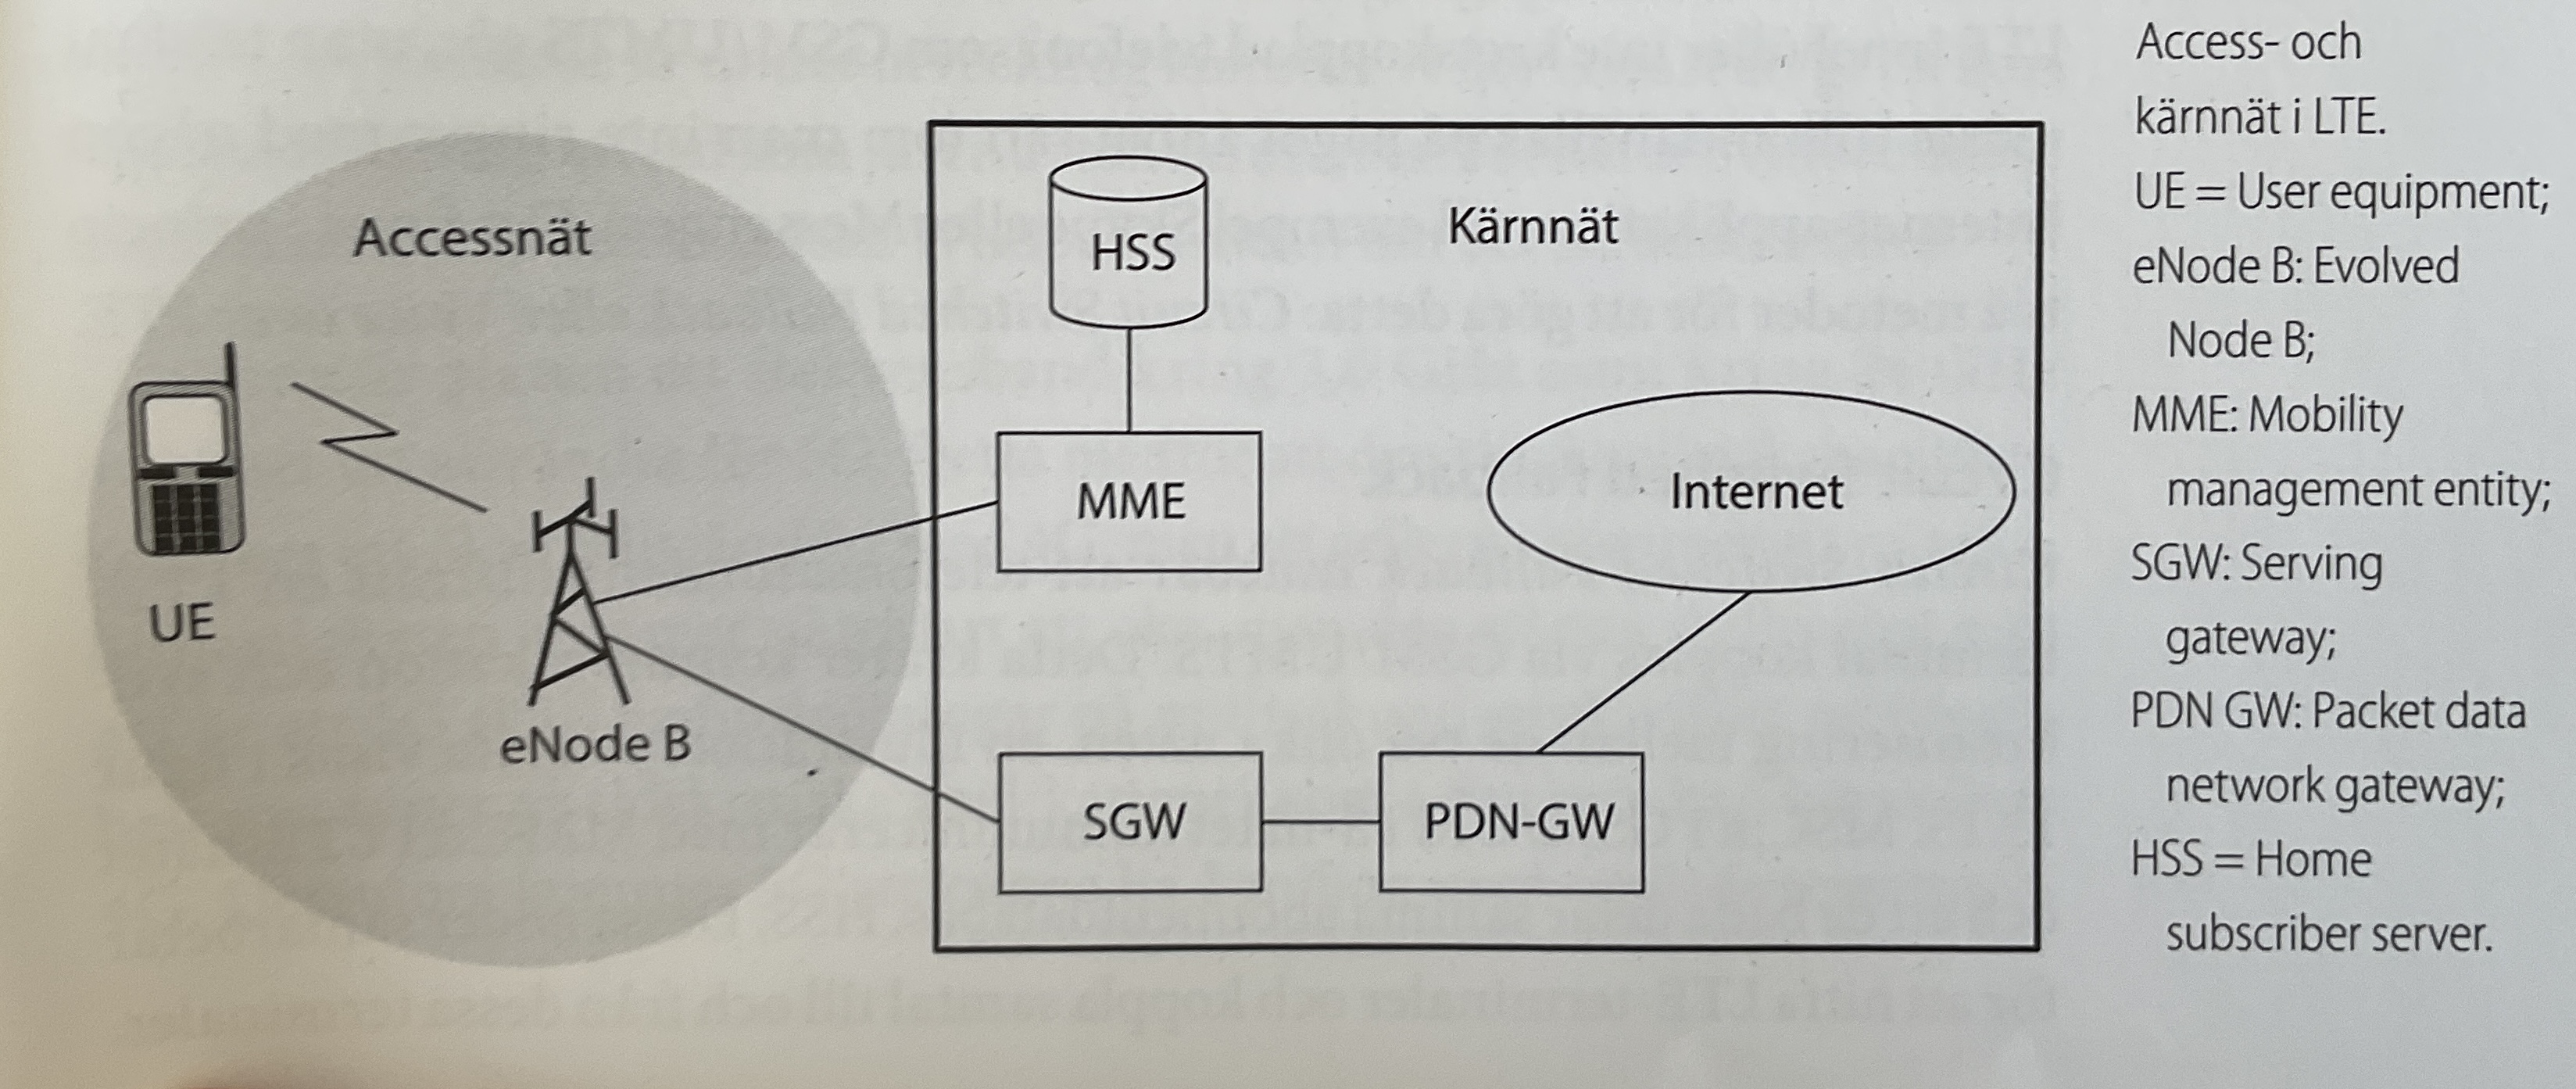 Accessnät
UE
eNode B
HSS
Kärnnät
MME
Internet
SGW
PDN-GW
Access- och
kärnnät i LTE.
UE = User equipment;
eNode B: Evolved
Node B;
MME: Mobility
management entity;
SGW: Serving
gateway;
PDN GW: Packet data
network gateway;
HSS = Home
subscriber server.